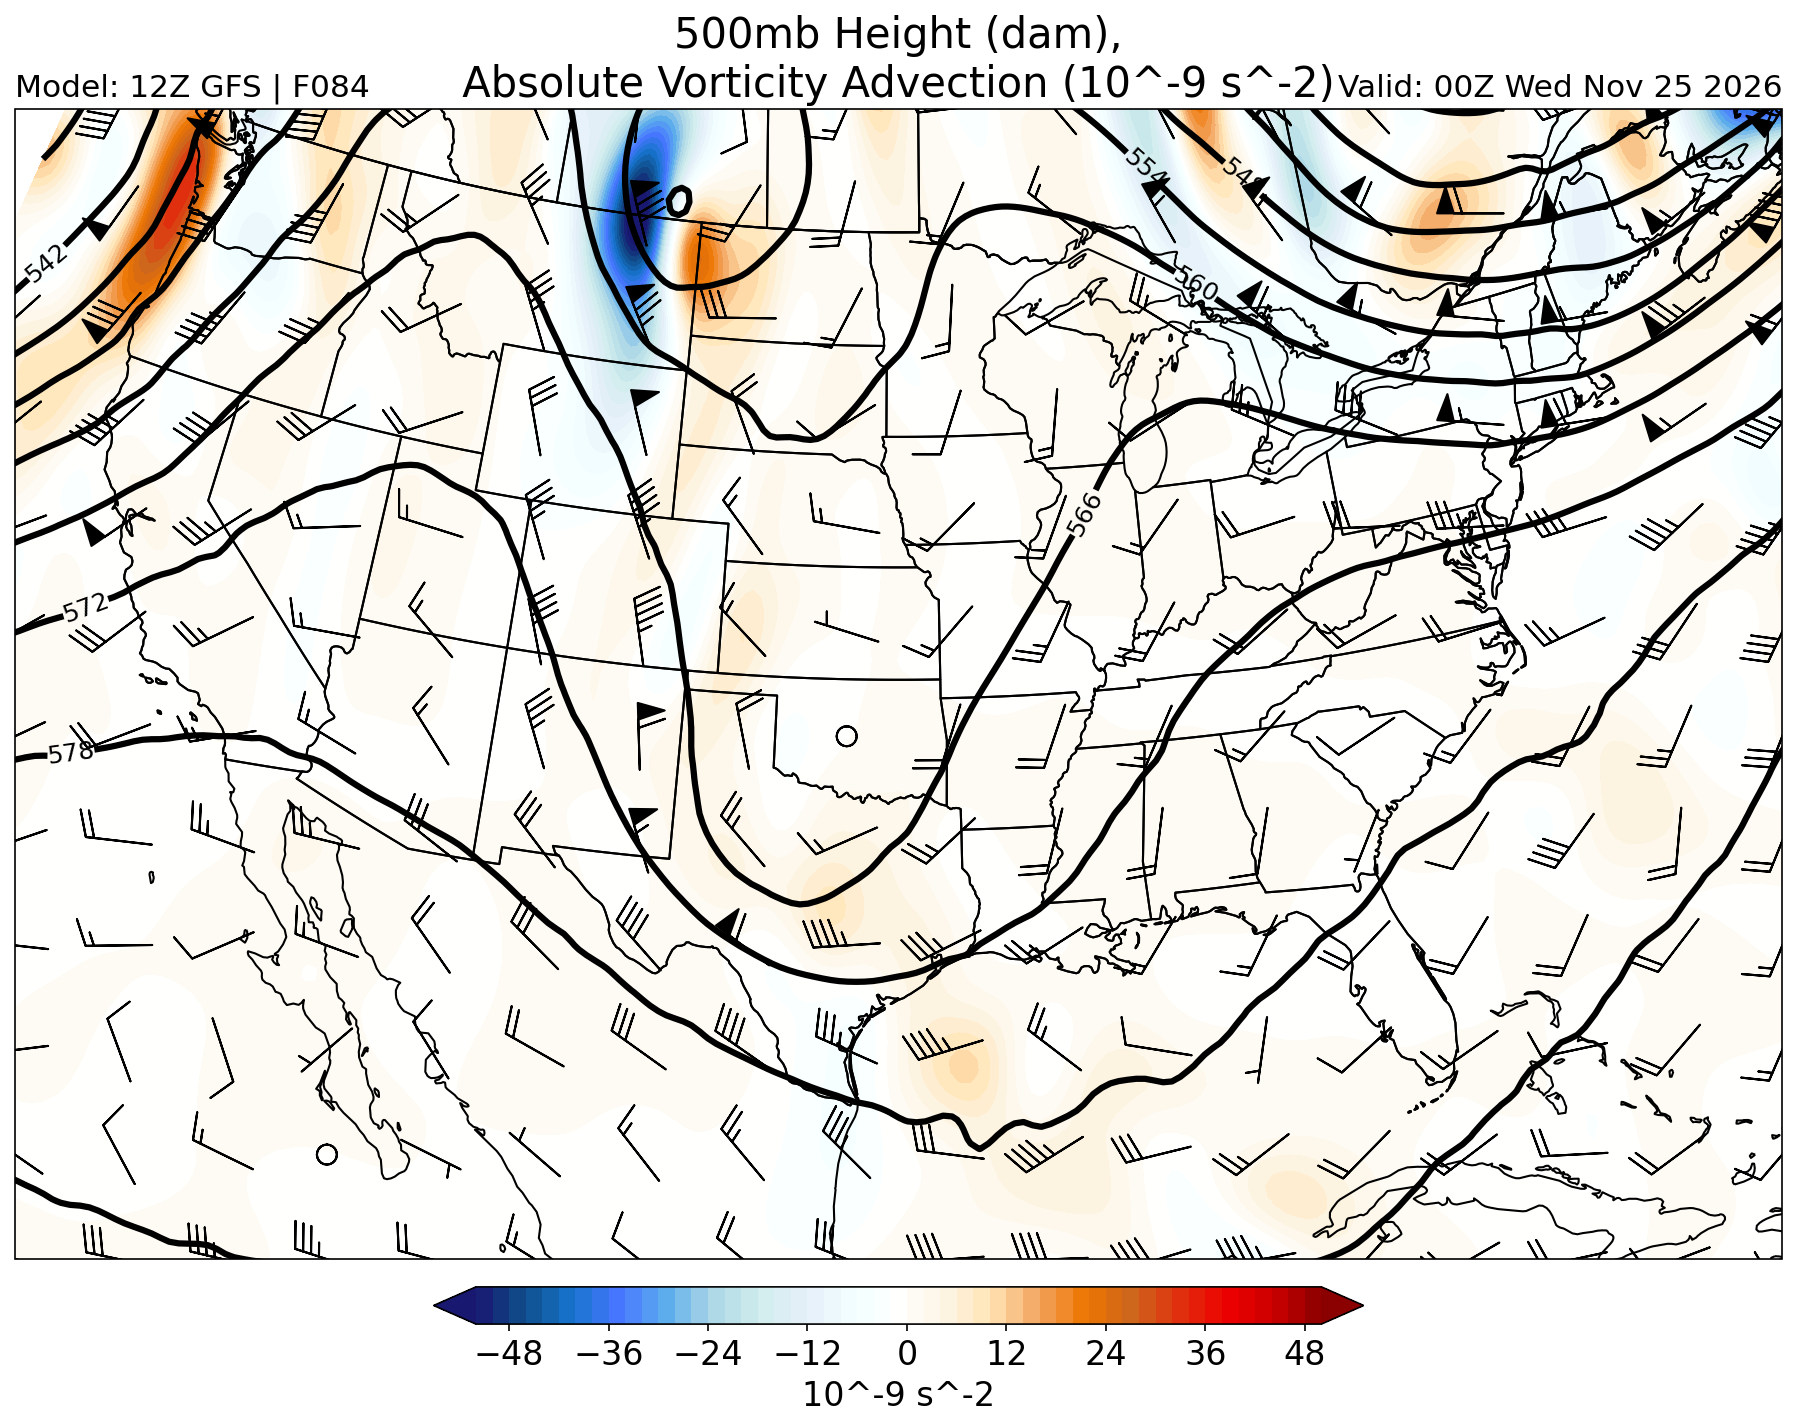 500mb Height (dam),
Absolute Vorticity Advection (10^-9 s^-2)
Model: 12Z GFS | F084
Valid: 00Z Wed Nov 25 2026
542
554
560
566
572
578
−48 −36 −24 −12 0 12 24 36 48
10^-9 s^-2